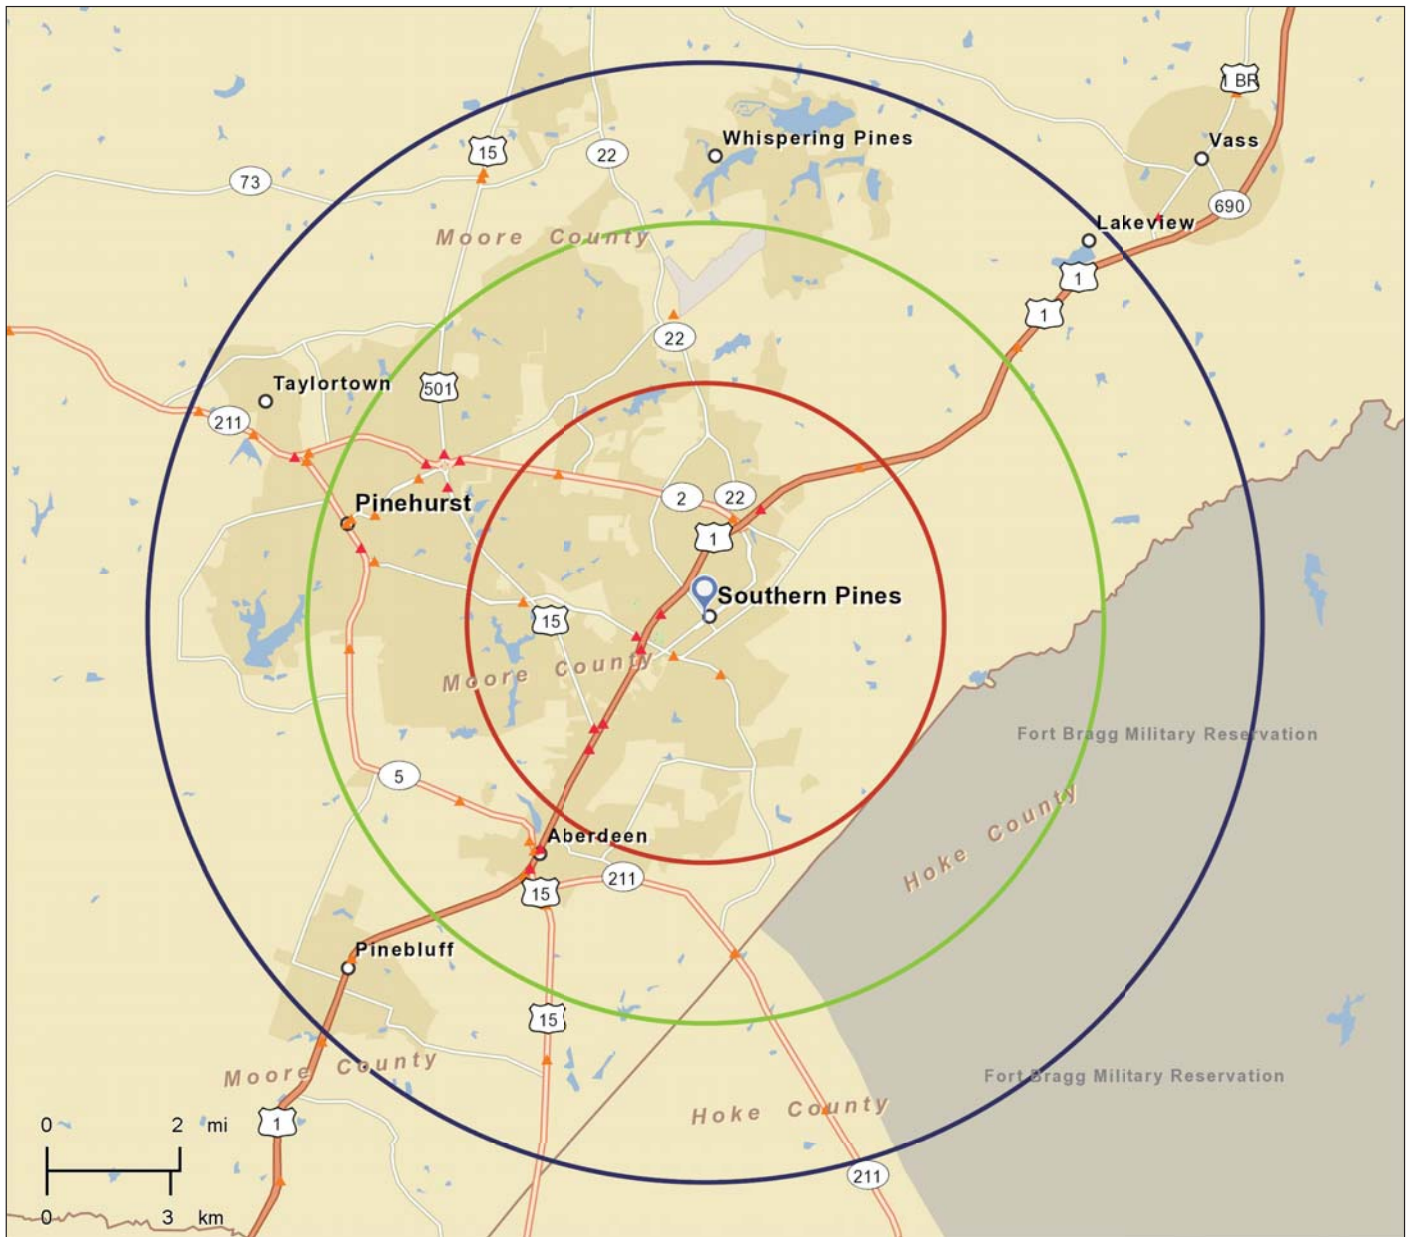 1 BR
Whispering Pines
Vass
15
22
73
690
Lakeview
Moore County
1
1
22
Taylortown
501
211
Pinehurst
2
22
1
Southern Pines
15
Moore County
Fort Bragg Military Reservation
5
Hoke County
Aberdeen
211
15
Pinebluff
15
Moore County
Fort Bragg Military Reservation
Hoke County
1
0 2 mi
211
0 3 km